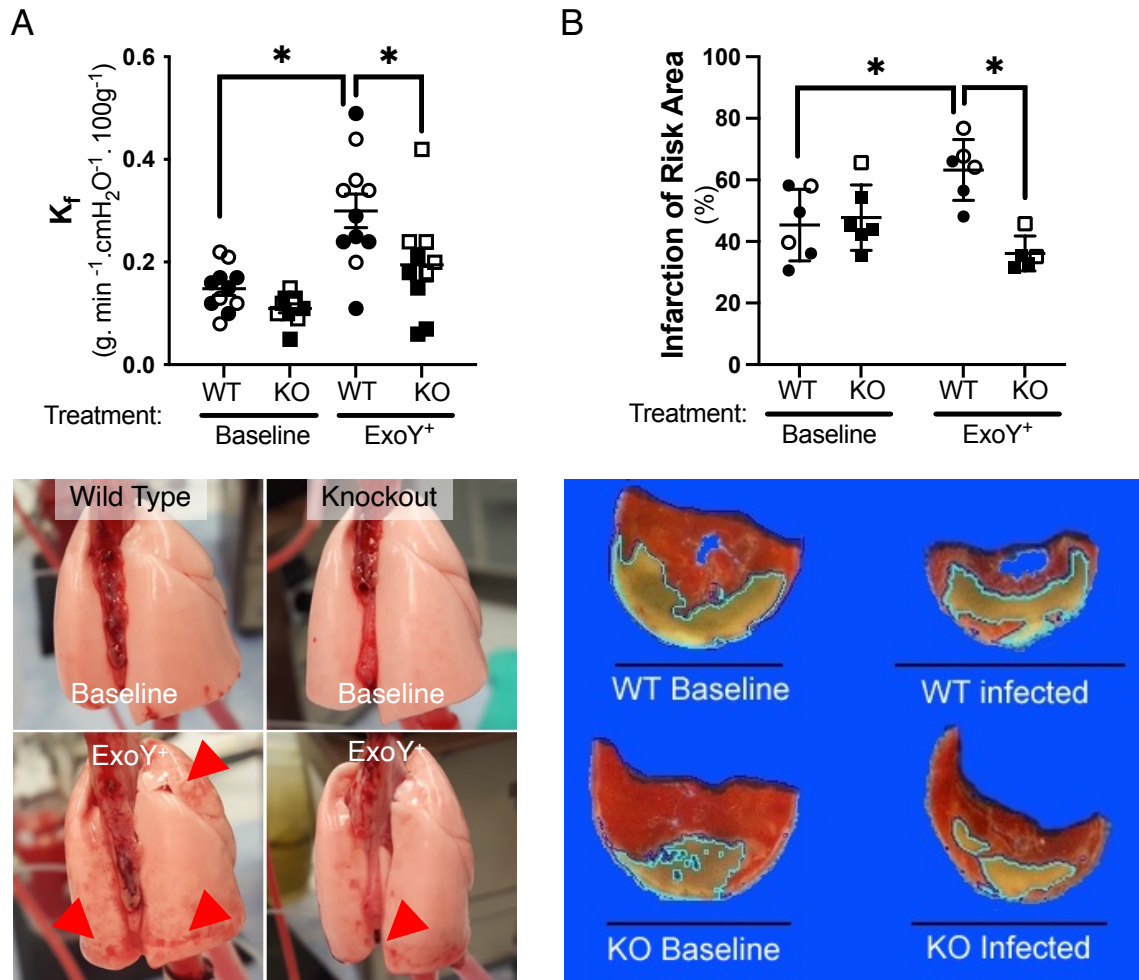 A
0.6
0.4
0.2
0.0
K_f
(g. min ⁻¹.cmH₂O⁻¹. 100g⁻¹)
*
*
WT
KO
WT
KO
Treatment:
Baseline
ExoY⁺
B
100
80
60
40
20
0
Infarction of Risk Area
(%)
*
*
WT
KO
WT
KO
Treatment:
Baseline
ExoY⁺
Wild Type
Knockout
Baseline
Baseline
ExoY⁺
ExoY⁺
WT Baseline
WT infected
KO Baseline
KO Infected